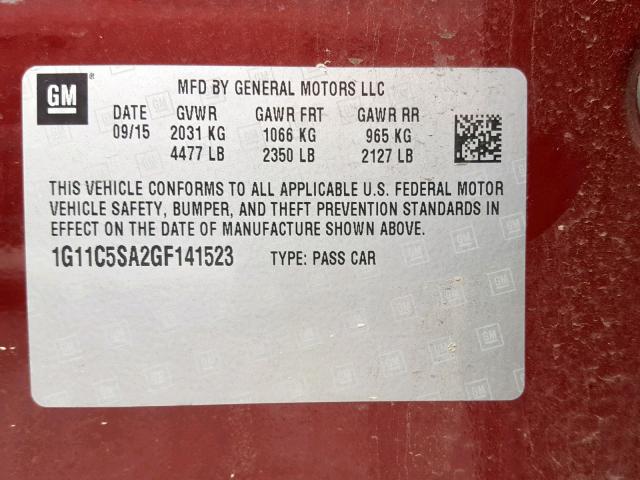 GM ®
MFD BY GENERAL MOTORS LLC
DATE GVWR GAWR FRT GAWR RR
09/15 2031 KG 1066 KG 965 KG
4477 LB 2350 LB 2127 LB
THIS VEHICLE CONFORMS TO ALL APPLICABLE U.S. FEDERAL MOTOR
VEHICLE SAFETY, BUMPER, AND THEFT PREVENTION STANDARDS IN
EFFECT ON THE DATE OF MANUFACTURE SHOWN ABOVE.
1G11C5SA2GF141523 TYPE: PASS CAR